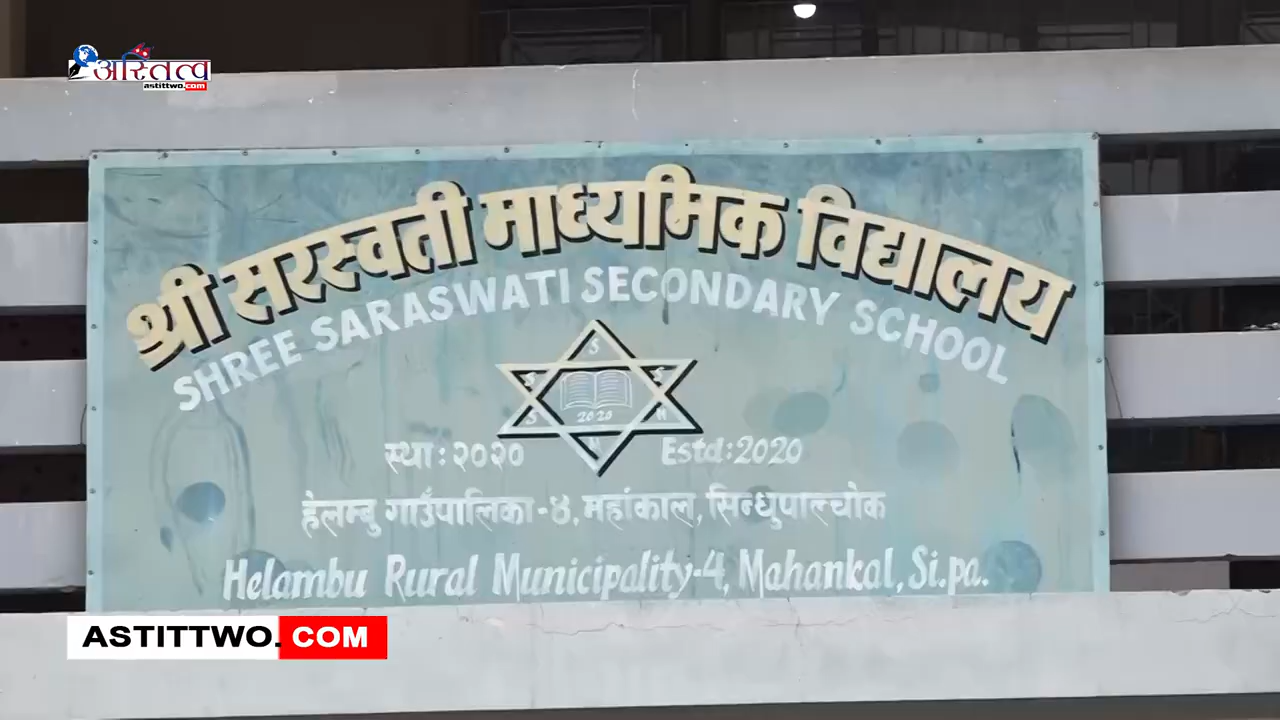 अस्तित्व
astittwo.com
श्री सरस्वती माध्यमिक विद्यालय
SHREE SARASWATI SECONDARY SCHOOL
S
S S
2020
S N
N
स्था: २०२० Estd:2020
हेलम्बु गाउँपालिका-४, महांकाल, सिन्धुपाल्चोक
Helambu Rural Municipality-4, Mahankal, Si.pa.
ASTITTWO.COM